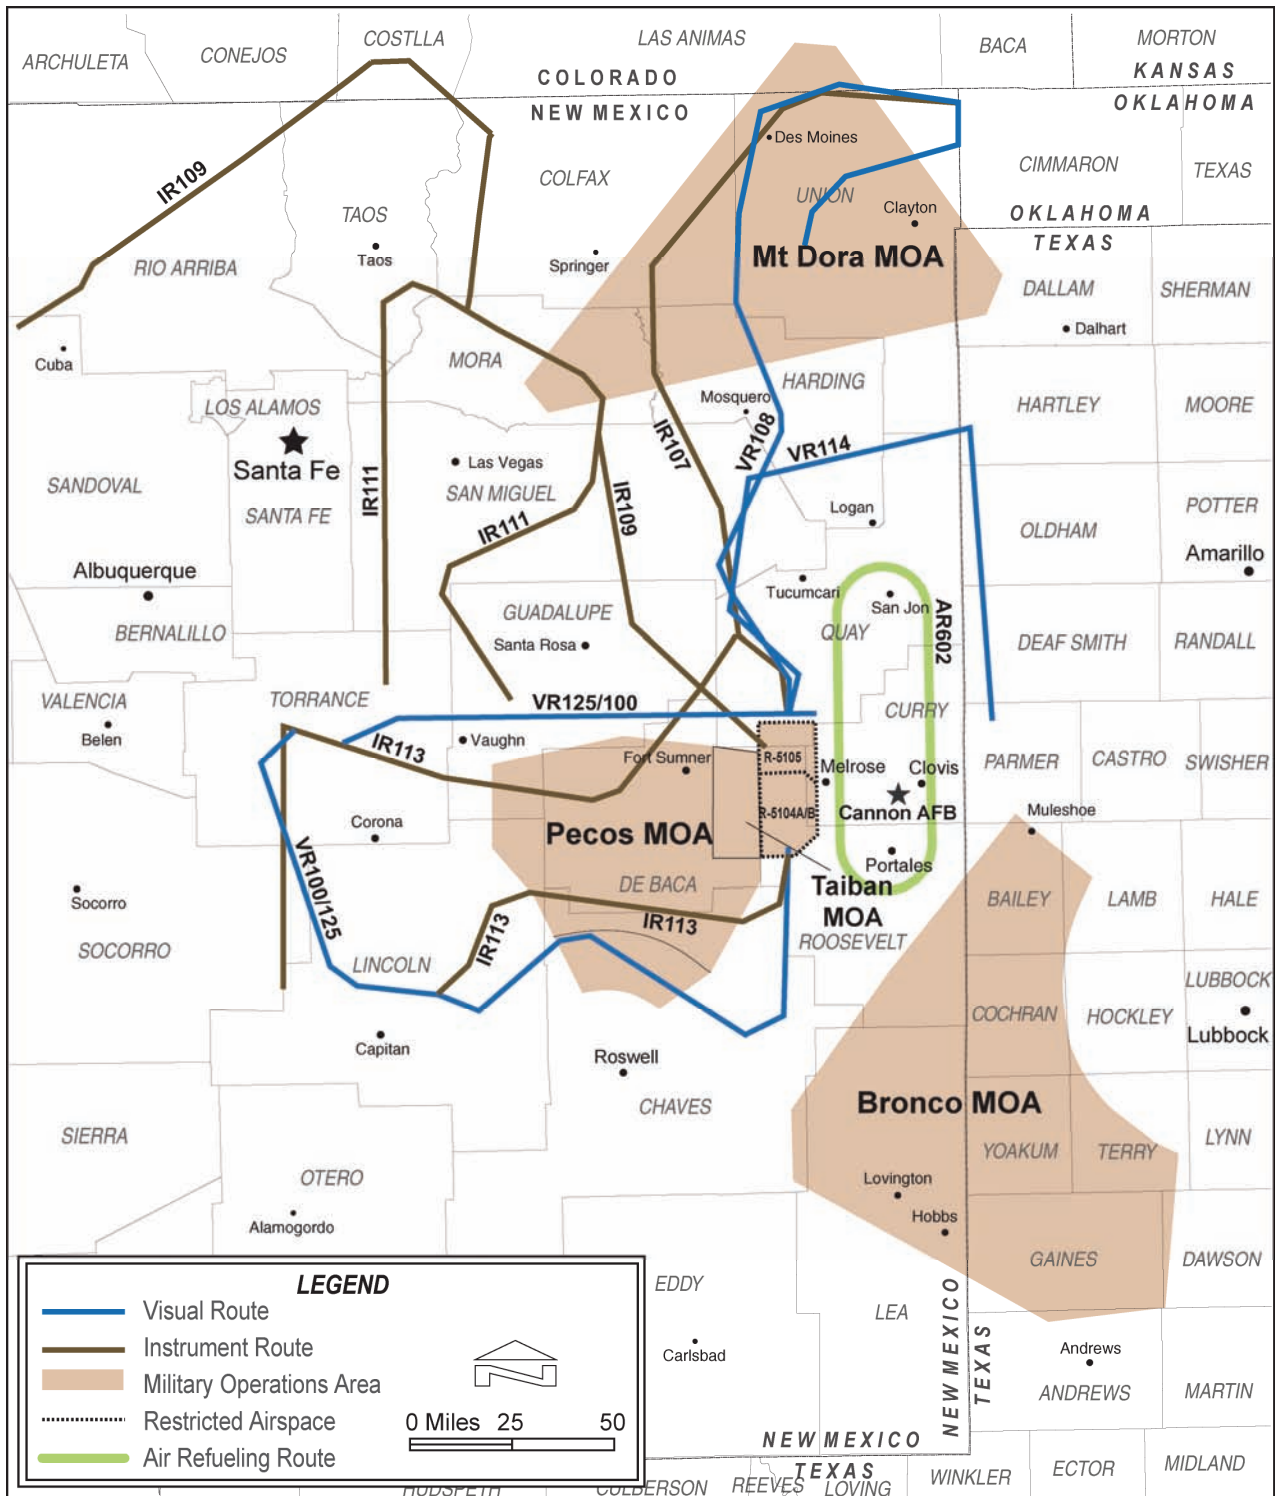 ARCHULETA
CONEJOS
COSTLLA
LAS ANIMAS
BACA
MORTON
COLORADO
KANSAS
NEW MEXICO
OKLAHOMA
Des Moines
COLFAX
CIMMARON
TEXAS
IR109
UNION
TAOS
Clayton
OKLAHOMA
TEXAS
Taos
Springer
Mt Dora MOA
RIO ARRIBA
DALLAM
SHERMAN
Dalhart
Cuba
MORA
HARDING
Mosquero
LOS ALAMOS
HARTLEY
MOORE
Santa Fe
IR107
VR108
VR114
Las Vegas
SANDOVAL
SAN MIGUEL
IR111
IR109
SANTA FE
Logan
POTTER
IR111
OLDHAM
Amarillo
Albuquerque
Tucumcari
San Jon
AR602
GUADALUPE
BERNALILLO
QUAY
Santa Rosa
DEAF SMITH
RANDALL
VALENCIA
TORRANCE
VR125/100
CURRY
Belen
IR113
Vaughn
Fort Sumner
R-5105
Melrose
Clovis
PARMER
CASTRO
SWISHER
Corona
Pecos MOA
R-5104A/B
Cannon AFB
Muleshoe
VR100/125
Portales
DE BACA
Taiban
MOA
BAILEY
LAMB
HALE
Socorro
IR113
IR113
SOCORRO
ROOSEVELT
LINCOLN
LUBBOCK
COCHRAN
HOCKLEY
Lubbock
Capitan
Roswell
CHAVES
Bronco MOA
SIERRA
YOAKUM
TERRY
LYNN
OTERO
Lovington
Alamogordo
Hobbs
GAINES
DAWSON
EDDY
LEA
NEW MEXICO
TEXAS
Carlsbad
Andrews
ANDREWS
MARTIN
NEW MEXICO
TEXAS
ECTOR
MIDLAND
WINKLER
HUDSPETH
CULBERSON
REEVES
LOVING
LEGEND
Visual Route
Instrument Route
Military Operations Area
Restricted Airspace
Air Refueling Route
N
0 Miles 25 50